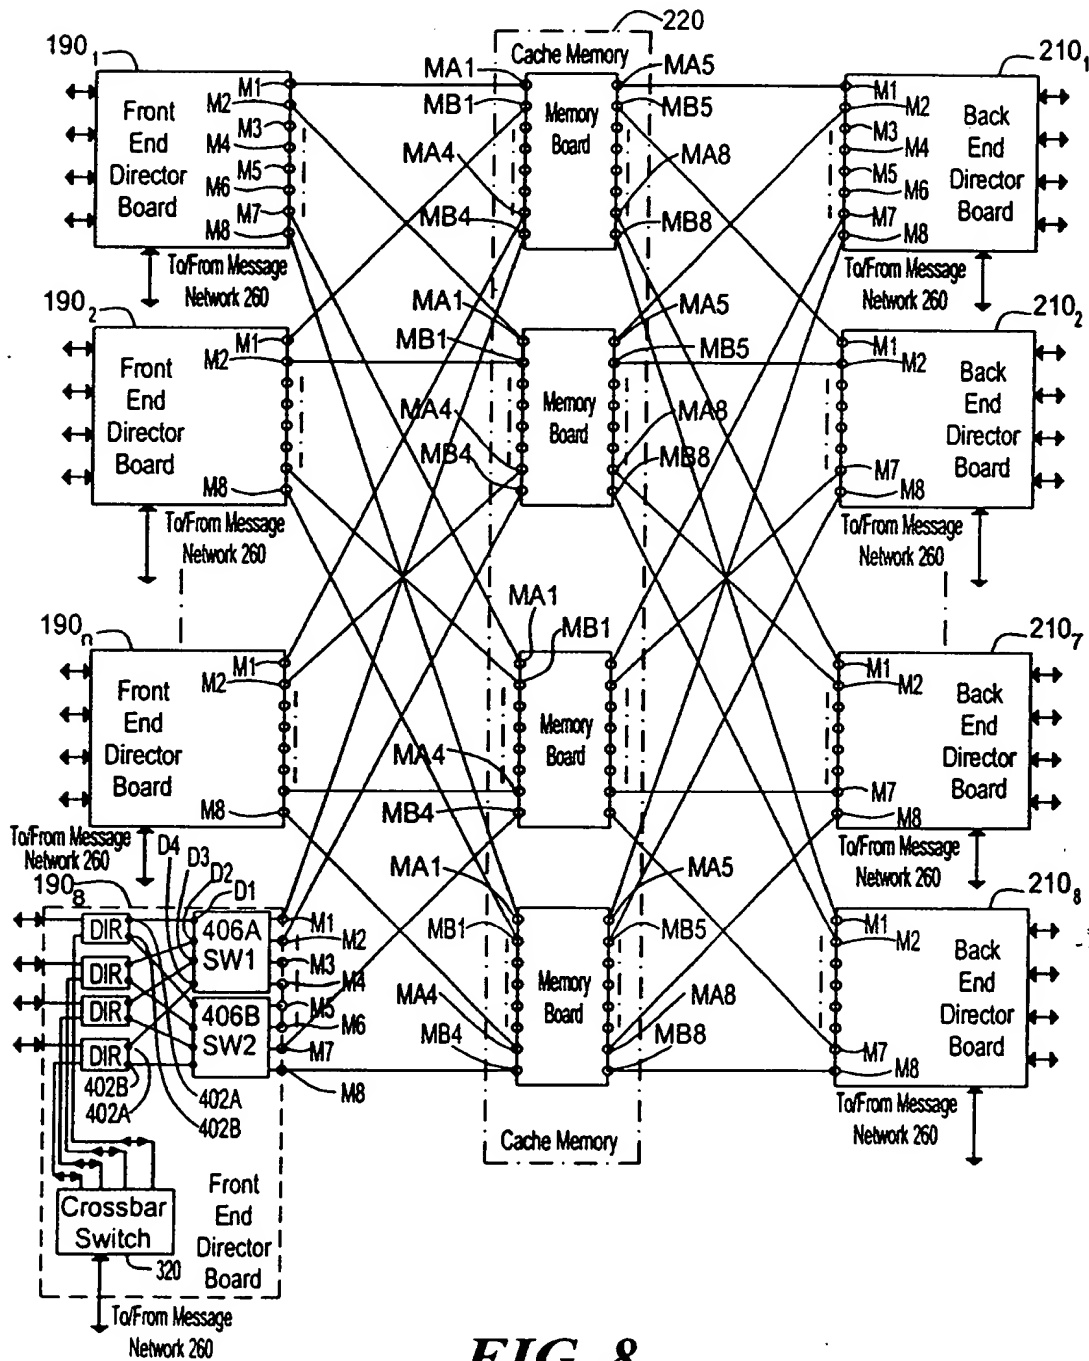 220
190₁
Front
End
Director
Board
M1
M2
M3
M4
M5
M6
M7
M8
To/From Message
Network 260
Cache Memory
MA1
MB1
MA4
MB4
Memory
Board
MA5
MB5
MA8
MB8
210₁
M1
M2
M3
M4
M5
M6
M7
M8
Back
End
Director
Board
To/From Message
Network 260
190₂
Front
End
Director
Board
M1
M2
M8
To/From Message
Network 260
MA1
MB1
MA4
MB4
Memory
Board
MA5
MB5
MA8
MB8
210₂
M1
M2
M7
M8
Back
End
Director
Board
To/From Message
Network 260
190ₙ
Front
End
Director
Board
M1
M2
M8
To/From Message
Network 260
MA1
MB1
MA4
MB4
Memory
Board
210₇
M1
M2
M7
M8
Back
End
Director
Board
To/From Message
Network 260
190₈
D4
D3
D2
D1
DIR
DIR
DIR
DIR
406A
SW1
406B
SW2
M1
M2
M3
M4
M5
M6
M7
M8
402B
402A
402A
402B
Crossbar
Switch
320
Front
End
Director
Board
To/From Message
Network 260
MA1
MB1
MA4
MB4
Memory
Board
MA5
MB5
MA8
MB8
Cache Memory
210₈
M1
M2
M7
M8
Back
End
Director
Board
To/From Message
Network 260
FIG. 8